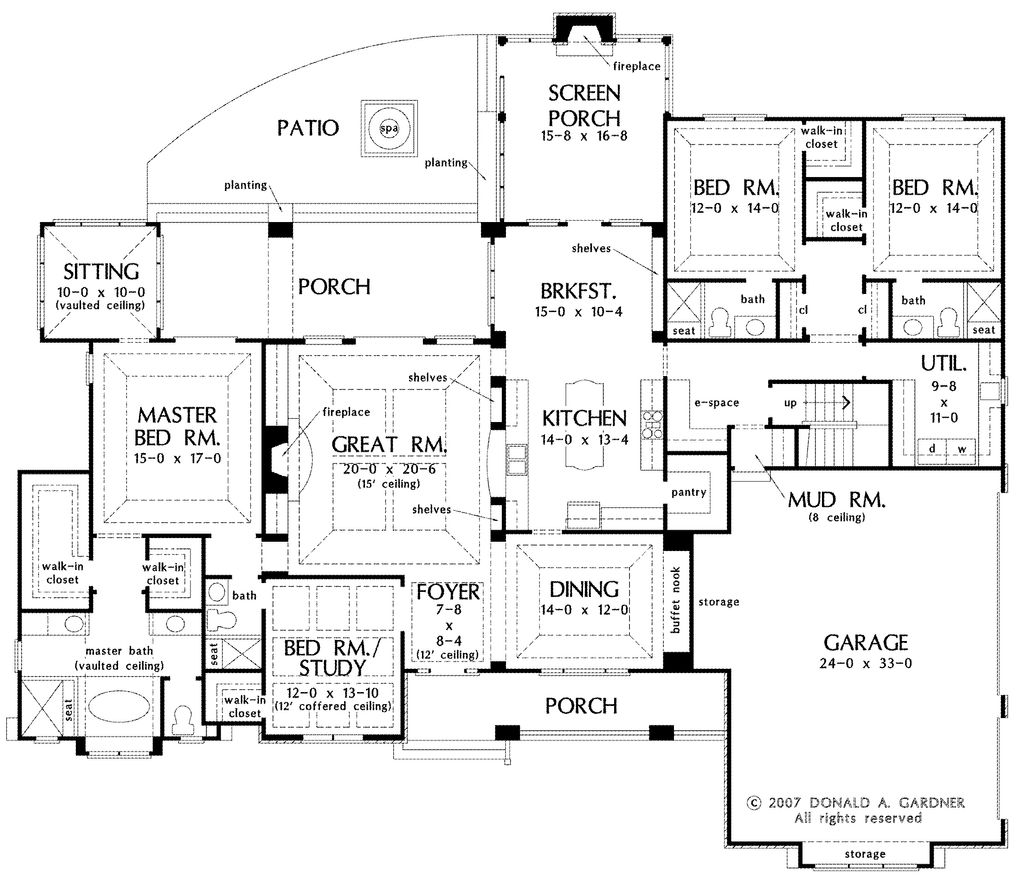 fireplace
SCREEN
PORCH
15-8 x 16-8
PATIO
spa
planting
planting
walk-in
closet
BED RM.
12-0 x 14-0
BED RM.
12-0 x 14-0
walk-in
closet
shelves
SITTING
10-0 x 10-0
(vaulted ceiling)
PORCH
BRKFST.
15-0 x 10-4
bath
seat
cl
cl
bath
seat
UTIL.
9-8
x
11-0
d
w
shelves
fireplace
MASTER
BED RM.
15-0 x 17-0
GREAT RM.
20-0 x 20-6
(15' ceiling)
KITCHEN
14-0 x 13-4
e-space
up
shelves
pantry
MUD RM.
(8 ceiling)
walk-in
closet
walk-in
closet
bath
seat
FOYER
7-8
x
8-4
(12' ceiling)
DINING
14-0 x 12-0
buffet nook
storage
GARAGE
24-0 x 33-0
master bath
(vaulted ceiling)
seat
BED RM./
STUDY
12-0 x 13-10
(12' coffered ceiling)
walk-in
closet
PORCH
© 2007 DONALD A. GARDNER
All rights reserved
storage